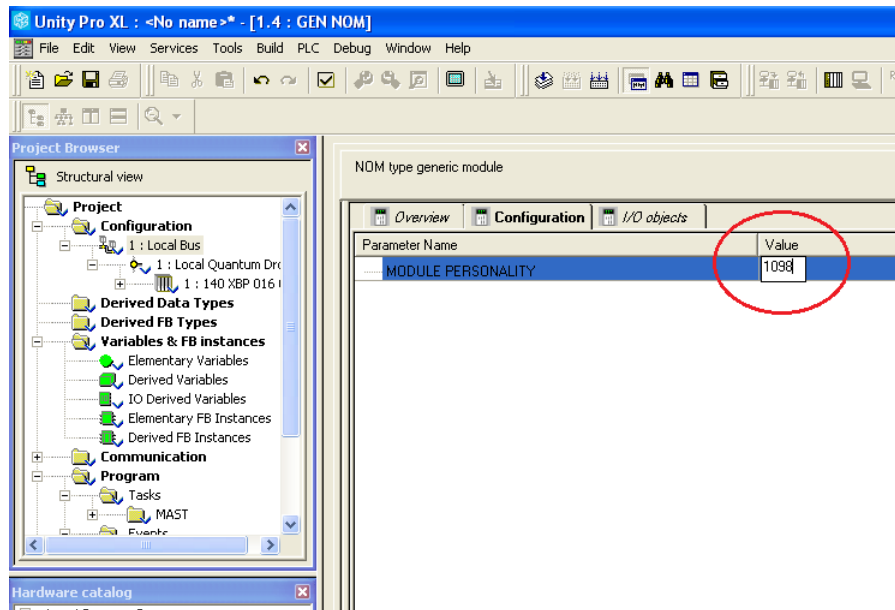 Unity Pro XL : <No name>* - [1.4 : GEN NOM]
File Edit View Services Tools Build PLC Debug Window Help
Project Browser
Structural view
Project
Configuration
1 : Local Bus
1 : Local Quantum Dr
1 : 140 XBP 016
Derived Data Types
Derived FB Types
Variables & FB instances
Elementary Variables
Derived Variables
IO Derived Variables
Elementary FB Instances
Derived FB Instances
Communication
Program
Tasks
MAST
Events
Hardware catalog
NOM type generic module
Overview Configuration I/O objects
Parameter Name Value
MODULE PERSONALITY 1098